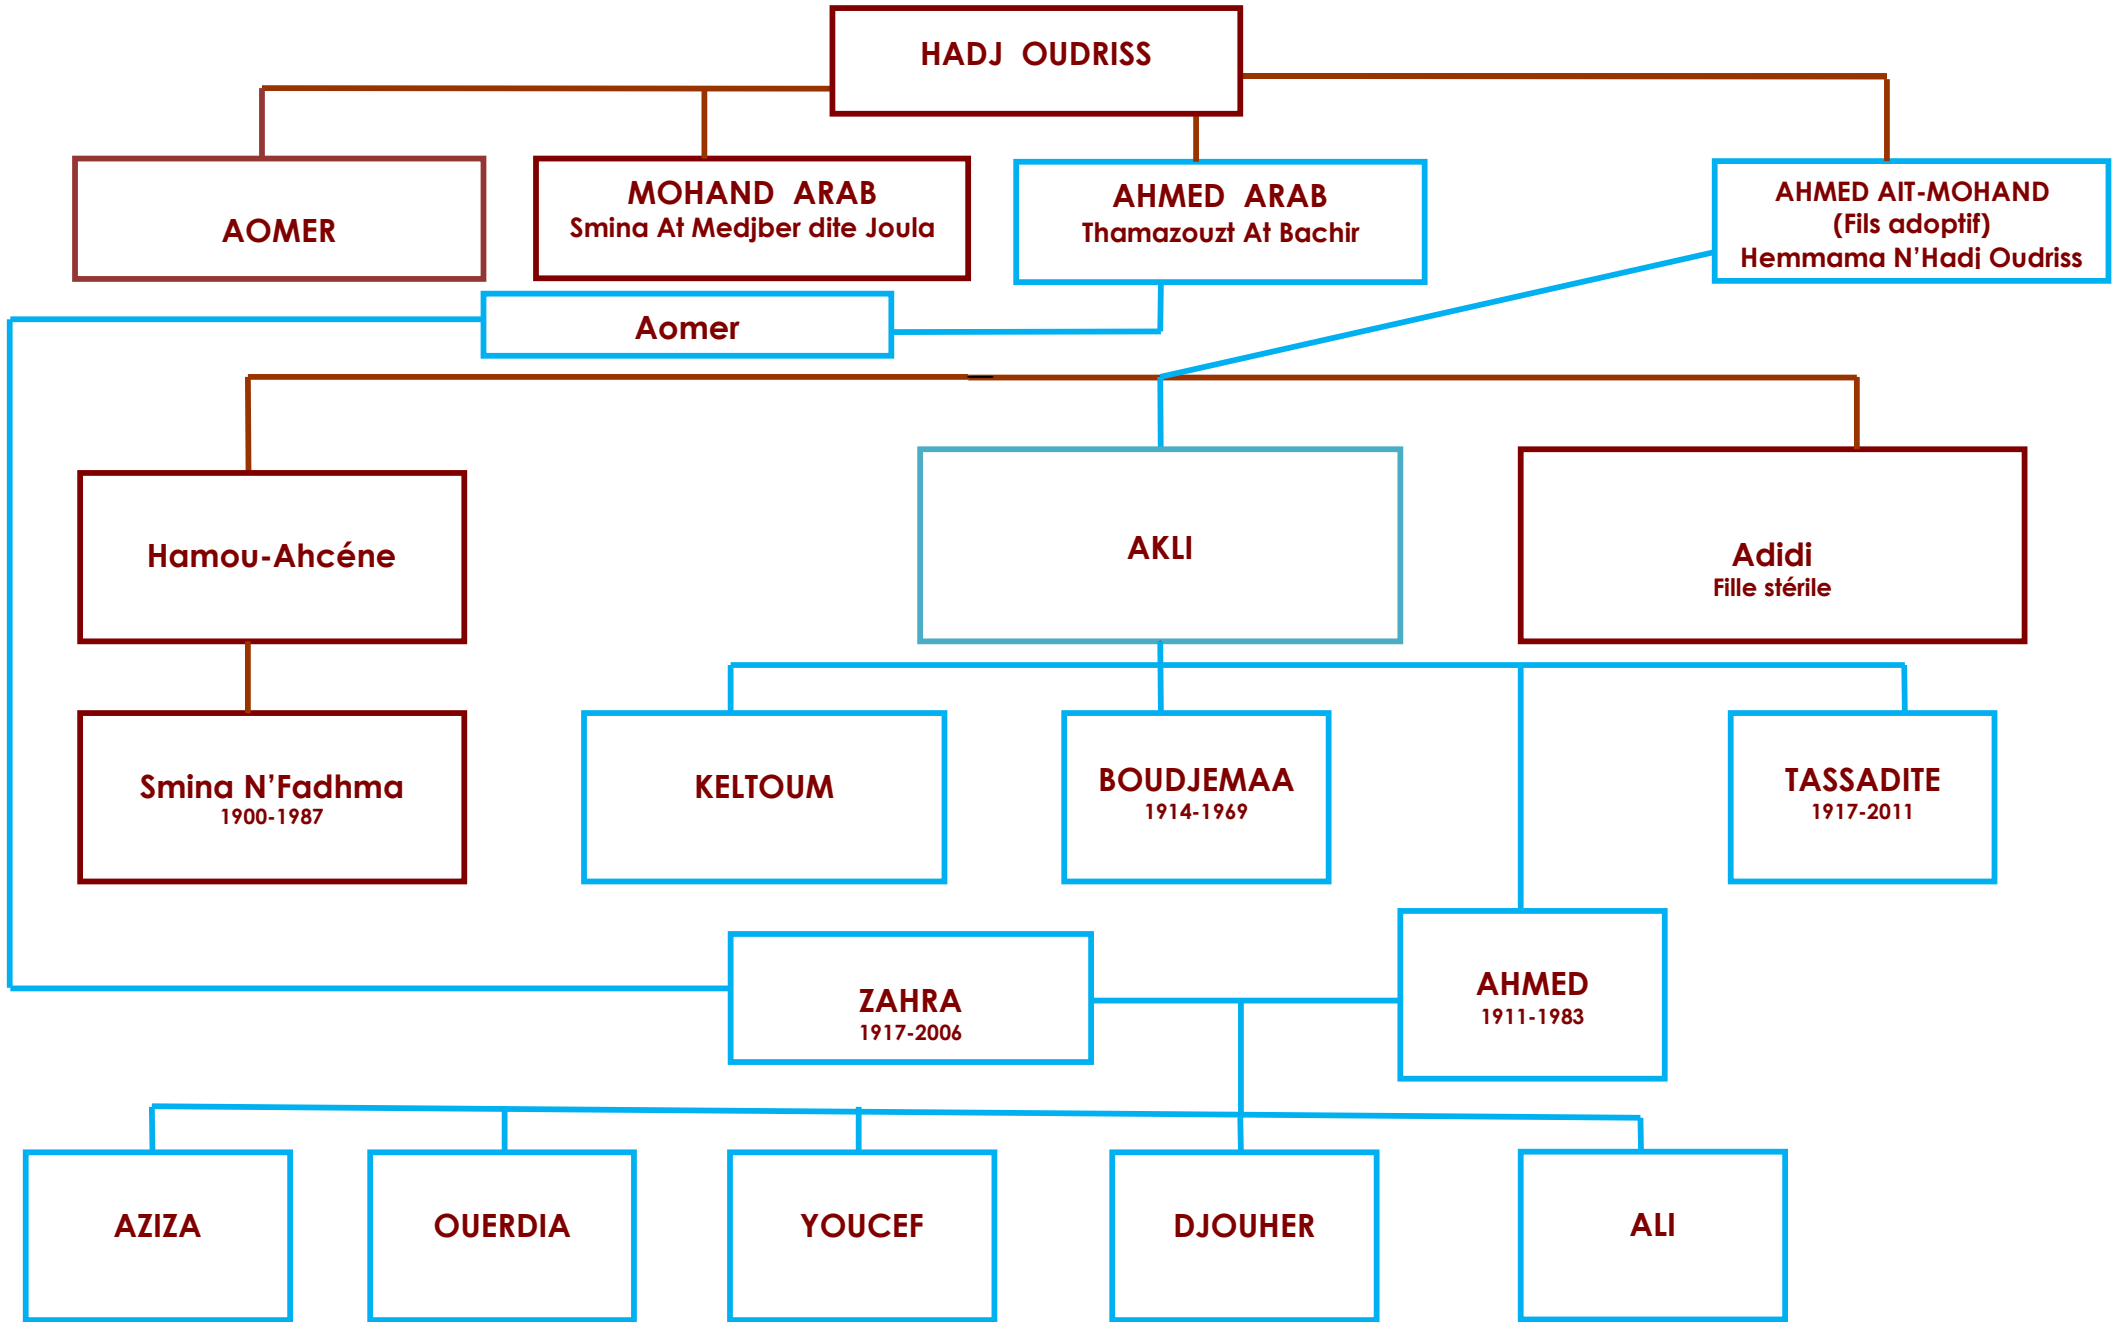 HADJ OUDRISS
AOMER
MOHAND ARAB
Smina At Medjber dite Joula
AHMED ARAB
Thamazouzt At Bachir
AHMED AIT-MOHAND
(Fils adoptif)
Hemmama N'Hadj Oudriss
Aomer
Hamou-Ahcéne
AKLI
Adidi
Fille stérile
Smina N'Fadhma
1900-1987
KELTOUM
BOUDJEMAA
1914-1969
TASSADITE
1917-2011
ZAHRA
1917-2006
AHMED
1911-1983
AZIZA
OUERDIA
YOUCEF
DJOUHER
ALI